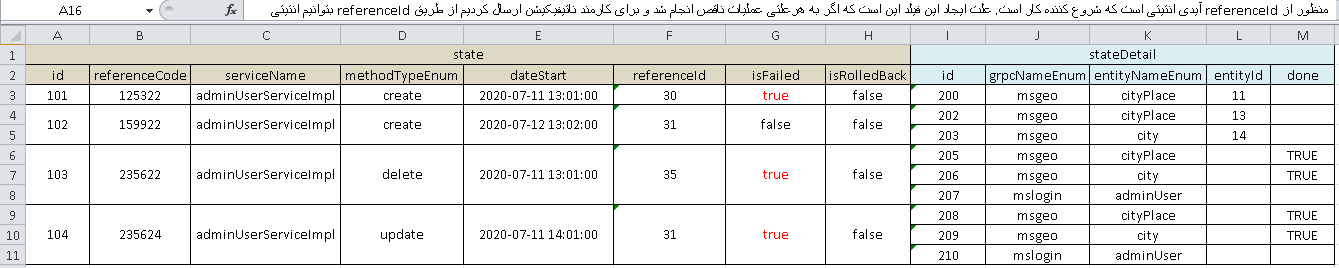 A16 fx منظور از referenceId آیدی انتیتی است که شروع کننده کار است. علت ایجاد این فیلد این است که اگر به هرعلتی عملیات ناقص انجام شد و برای کارمند ناتیفیکیشن ارسال کردیم از طریق referenceId بتوانیم انتیتی
A B C D E F G H I J K L M
1 state stateDetail
2 id referenceCode serviceName methodTypeEnum dateStart referenceId isFailed isRolledBack id grpcNameEnum entityNameEnum entityId done
3 101 125322 adminUserServiceImpl create 2020-07-11 13:01:00 30 true false 200 msgeo cityPlace 11
4 102 159922 adminUserServiceImpl create 2020-07-12 13:02:00 31 false false 202 msgeo cityPlace 13
5 203 msgeo city 14
6 205 msgeo cityPlace TRUE
7 103 235622 adminUserServiceImpl delete 2020-07-11 13:01:00 35 true false 206 msgeo city TRUE
8 207 mslogin adminUser
9 208 msgeo cityPlace TRUE
10 104 235624 adminUserServiceImpl update 2020-07-11 14:01:00 31 true false 209 msgeo city TRUE
11 210 mslogin adminUser